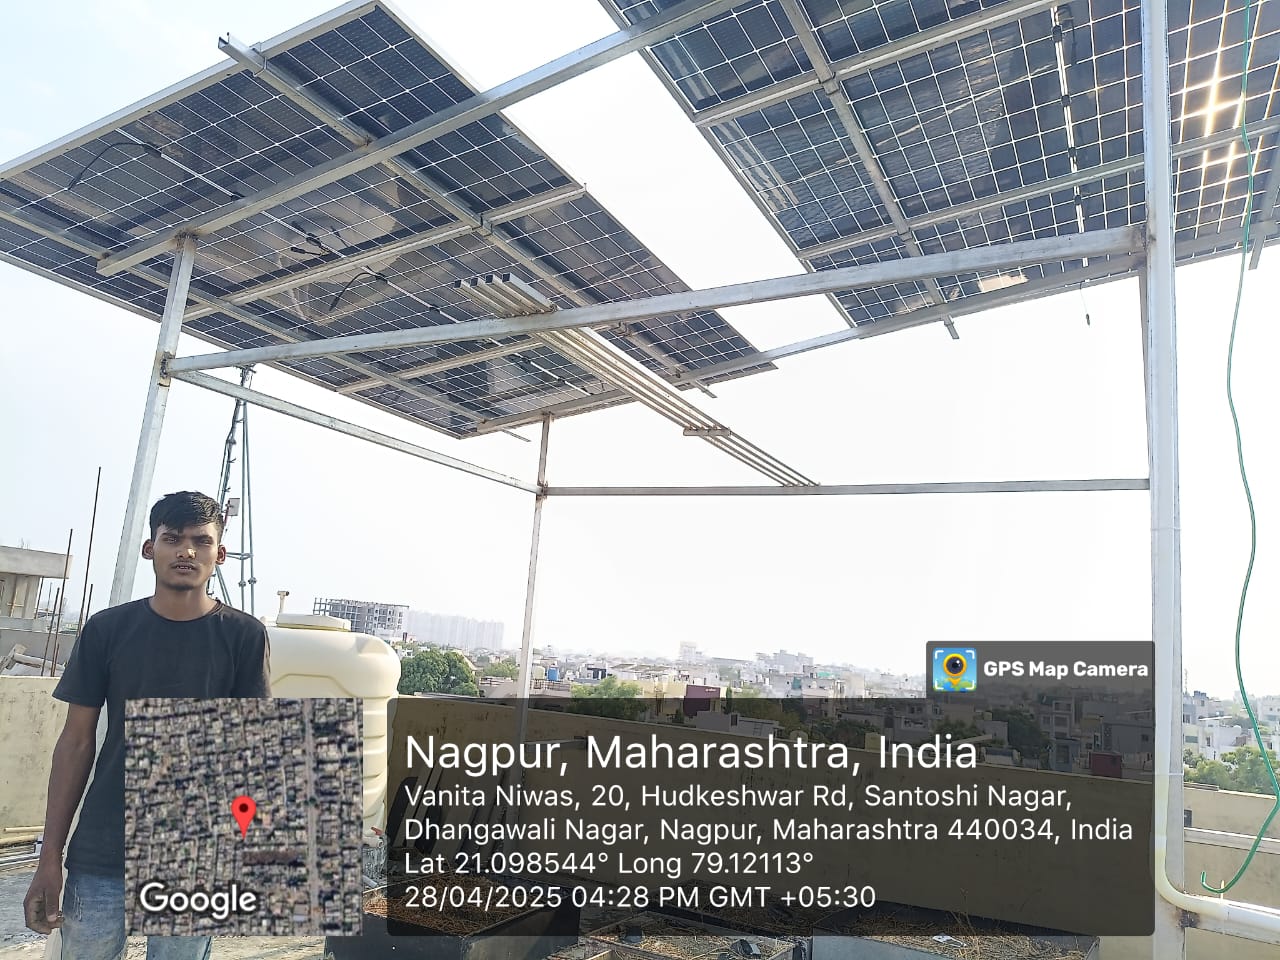 GPS Map Camera
Nagpur, Maharashtra, India
Vanita Niwas, 20, Hudkeshwar Rd, Santoshi Nagar,
Dhangawali Nagar, Nagpur, Maharashtra 440034, India
Lat 21.098544° Long 79.12113°
28/04/2025 04:28 PM GMT +05:30
Google